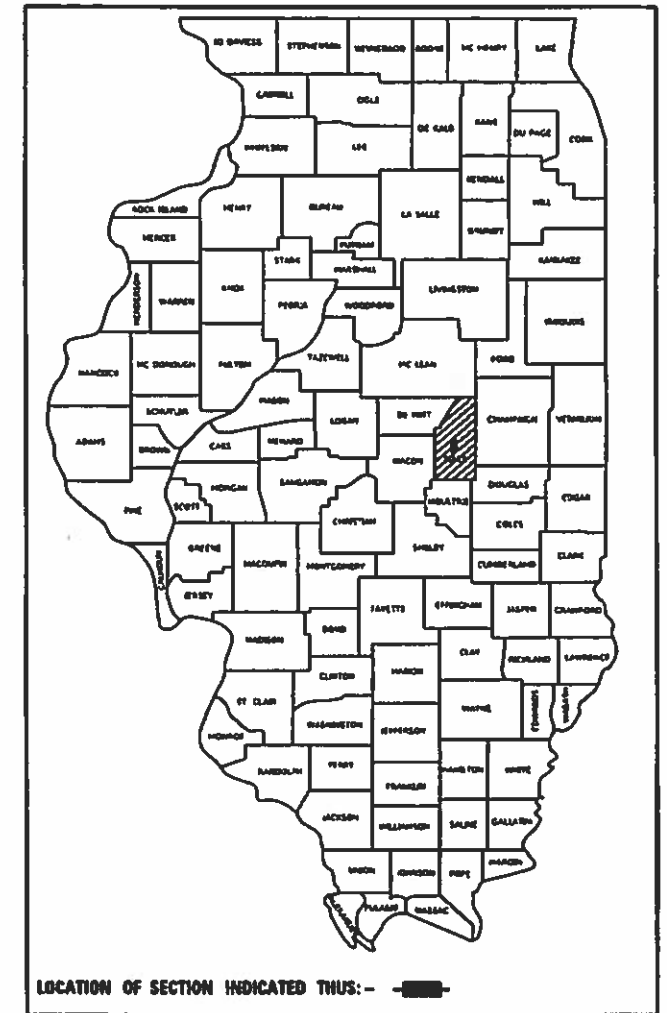 JO DAVIESS STEPHENSON WINNEBAGO BOONE MC HENRY LAKE
CARROLL OGLE
DE KALB KANE DU PAGE COOK
WHITESIDE LEE
KENDALL
ROCK ISLAND HENRY BUREAU LA SALLE WILL
MERCER PUTNAM GRUNDY
STARK MARSHALL KANKAKEE
HENDERSON WARREN KNOX PEORIA WOODFORD LIVINGSTON IROQUOIS
HANCOCK MC DONOUGH FULTON TAZEWELL MC LEAN FORD
MASON
SCHUYLER LOGAN DE WITT CHAMPAIGN VERMILION
ADAMS BROWN CASS MENARD MACON
PIKE SCOTT MORGAN SANGAMON MOULTRIE DOUGLAS EDGAR
CHRISTIAN COLES
GREENE MACOUPIN MONTGOMERY SHELBY CUMBERLAND CLARK
CALHOUN JERSEY FAYETTE EFFINGHAM JASPER CRAWFORD
MADISON BOND CLAY RICHLAND LAWRENCE
CLINTON MARION
ST CLAIR WAYNE EDWARDS WABASH
MONROE WASHINGTON JEFFERSON
RANDOLPH PERRY FRANKLIN HAMILTON WHITE
JACKSON WILLIAMSON SALINE GALLATIN
UNION JOHNSON POPE HARDIN
ALEXANDER PULASKI MASSAC
LOCATION OF SECTION INDICATED THUS:-